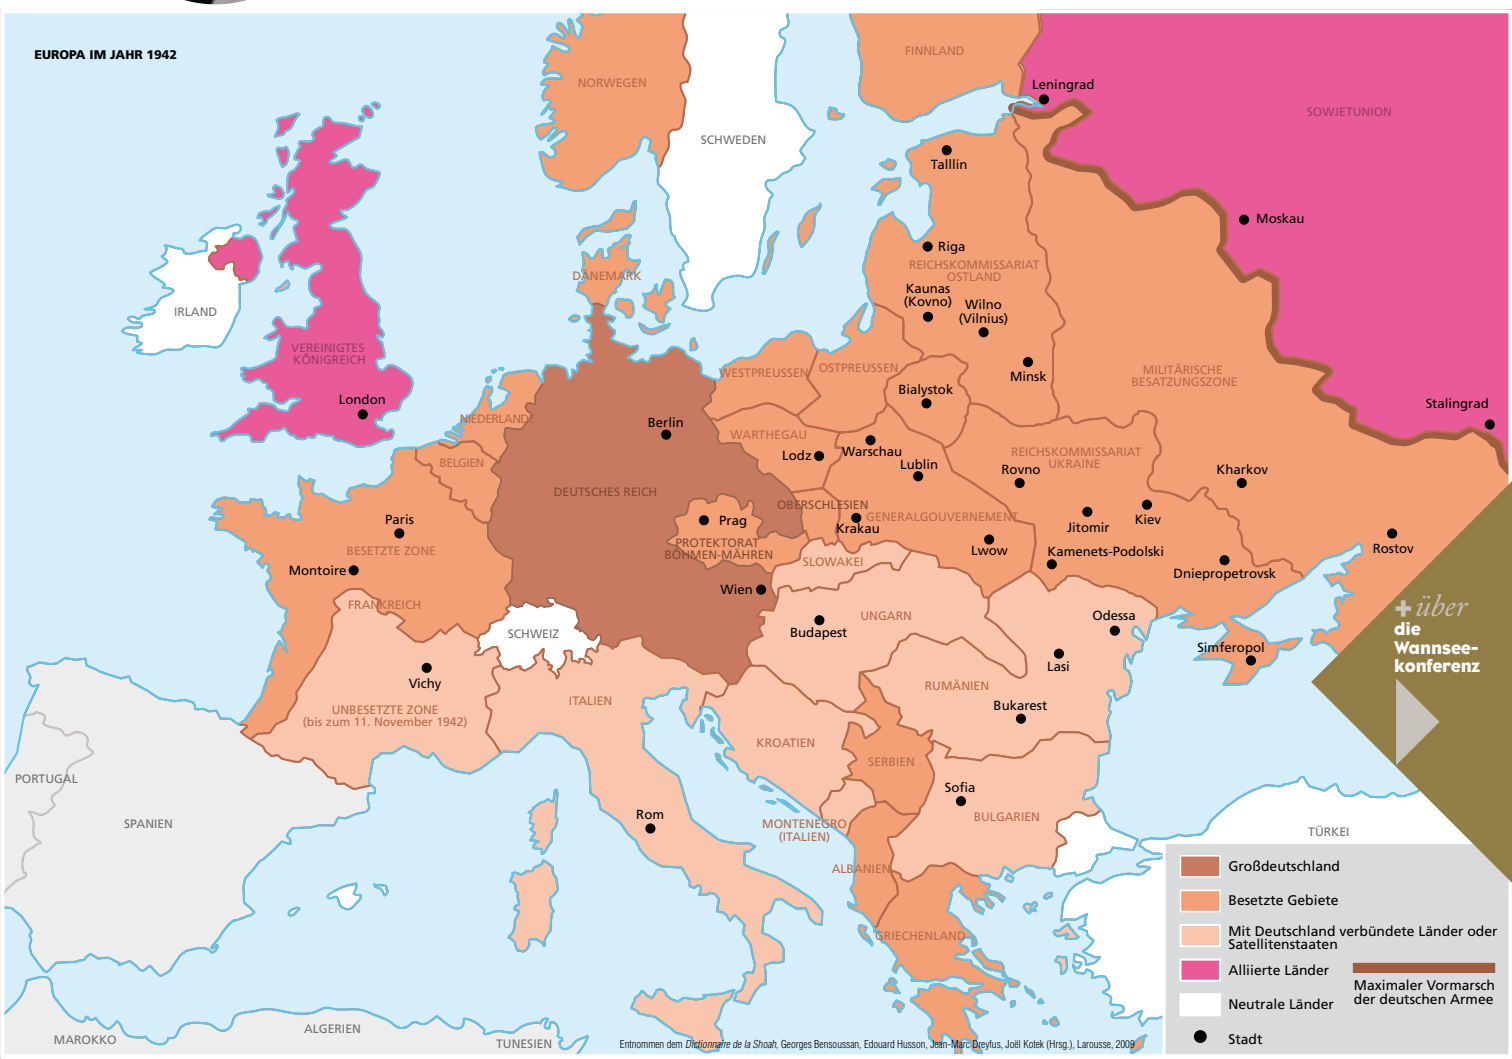 EUROPA IM JAHR 1942
NORWEGEN
FINNLAND
Leningrad
SOWJETUNION
SCHWEDEN
Talllin
Moskau
Riga
REICHSKOMMISSARIAT
OSTLAND
DÄNEMARK
Kaunas
(Kovno)
Wilno
(Vilnius)
IRLAND
VEREINIGTES
KÖNIGREICH
London
WESTPREUSSEN
OSTPREUSSEN
Minsk
MILITÄRISCHE
BESATZUNGSZONE
Bialystok
Stalingrad
NIEDERLANDE
Berlin
WARTHEGAU
Lodz
Warschau
Lublin
REICHSKOMMISSARIAT
UKRAINE
Rovno
Kharkov
BELGIEN
DEUTSCHES REICH
OBERSCHLESIEN
Krakau
GENERALGOUVERNEMENT
Jitomir
Kiev
Paris
BESETZTE ZONE
Prag
PROTEKTORAT
BÖHMEN-MÄHREN
Lwow
Kamenets-Podolski
Rostov
Montoire
SLOWAKEI
Dniepropetrovsk
Wien
FRANKREICH
SCHWEIZ
Budapest
UNGARN
Odessa
+ über
die
Wannsee-
konferenz
Simferopol
Vichy
Lasi
UNBESETZTE ZONE
(bis zum 11. November 1942)
ITALIEN
RUMÄNIEN
Bukarest
KROATIEN
SERBIEN
PORTUGAL
SPANIEN
Sofia
BULGARIEN
Rom
MONTENEGRO
(ITALIEN)
TÜRKEI
ALBANIEN
GRIECHENLAND
Großdeutschland
Besetzte Gebiete
Mit Deutschland verbündete Länder oder
Satellitenstaaten
Alliierte Länder
Maximaler Vormarsch
der deutschen Armee
Neutrale Länder
Stadt
MAROKKO
ALGERIEN
TUNESIEN
Entnommen dem Dictionnaire de la Shoah, Georges Bensoussan, Edouard Husson, Jean-Marc Dreyfus, Joël Kotek (Hrsg.), Larousse, 2009